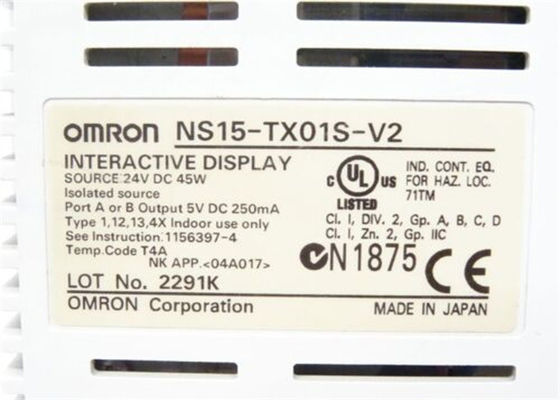 OMRON NS15-TX01S-V2
INTERACTIVE DISPLAY
SOURCE:24V DC 45W
Isolated source
Port A or B Output 5V DC 250mA
Type 1,12,13,4X Indoor use only
See Instruction:1156397-4
Temp.Code T4A
NK APP.<04A017>
LOT No. 2291K
OMRON Corporation
C UL US
LISTED
IND. CONT. EQ.
FOR HAZ. LOC.
71TM
Cl. I, DIV. 2, Gp. A, B, C, D
Cl. I, Zn. 2, Gp. IIC
N1875 CE
MADE IN JAPAN